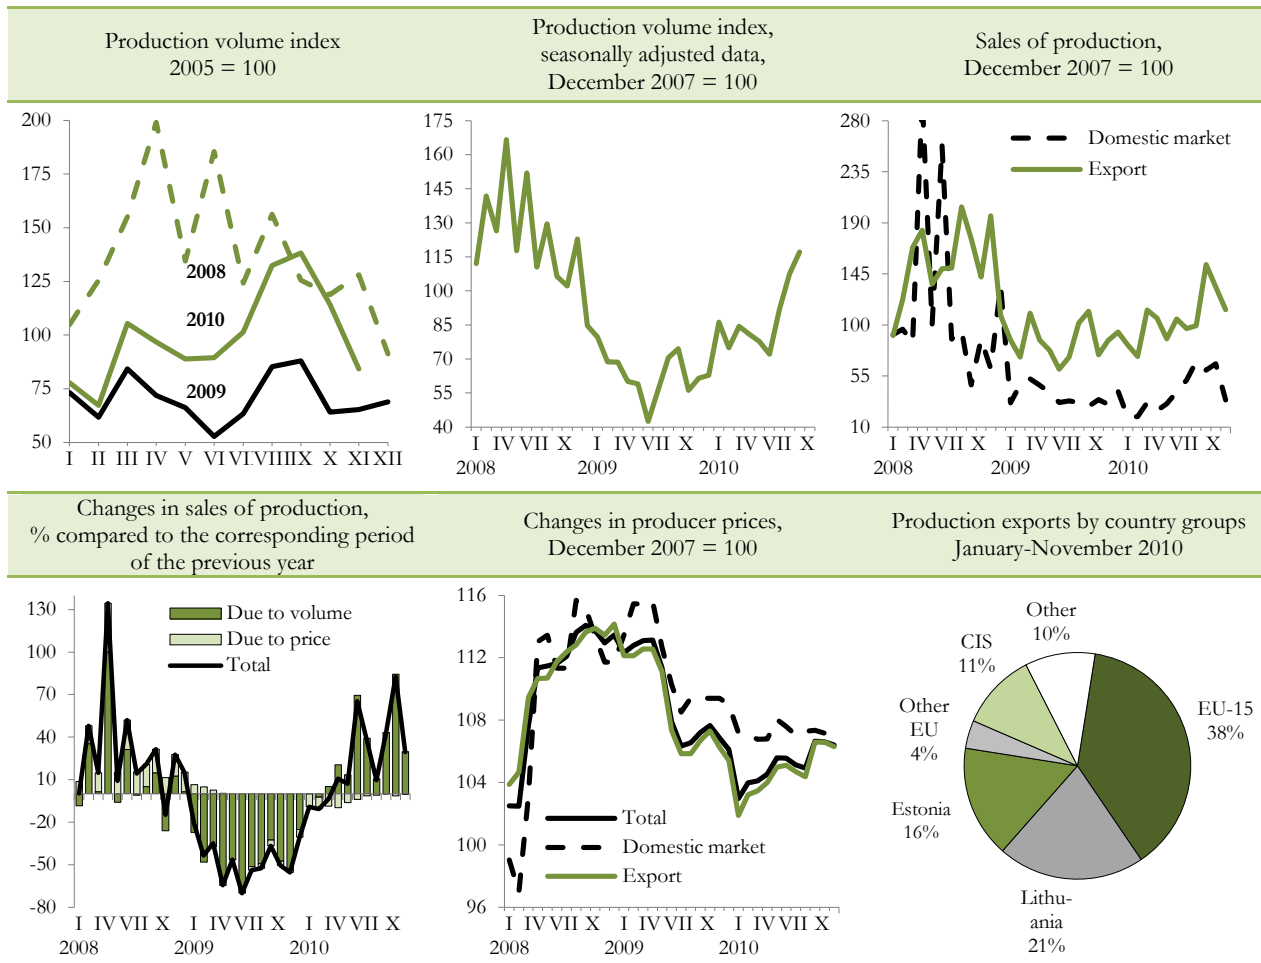 Production volume index
2005 = 100
Production volume index,
seasonally adjusted data,
December 2007 = 100
Sales of production,
December 2007 = 100
200
175
150
125
100
75
50
2008
2010
2009
I II III IV V VI VII VIII IX X XI XII
175
160
145
130
115
100
85
70
55
40
I IV VII X I IV VII X I IV VII X
2008 2009 2010
280
235
190
145
100
55
10
Domestic market
Export
I IV VII X I IV VII X I IV VII X
2008 2009 2010
Changes in sales of production,
% compared to the corresponding period
of the previous year
Changes in producer prices,
December 2007 = 100
Production exports by country groups
January-November 2010
130
100
70
40
10
-20
-50
-80
Due to volume
Due to price
Total
I IV VII X I IV VII X I IV VII X
2008 2009 2010
116
112
108
104
100
96
Total
Domestic market
Export
I IV VII X I IV VII X I IV VII X
2008 2009 2010
Other
10%
CIS
11%
Other
EU
4%
EU-15
38%
Estonia
16%
Lithu-
ania
21%